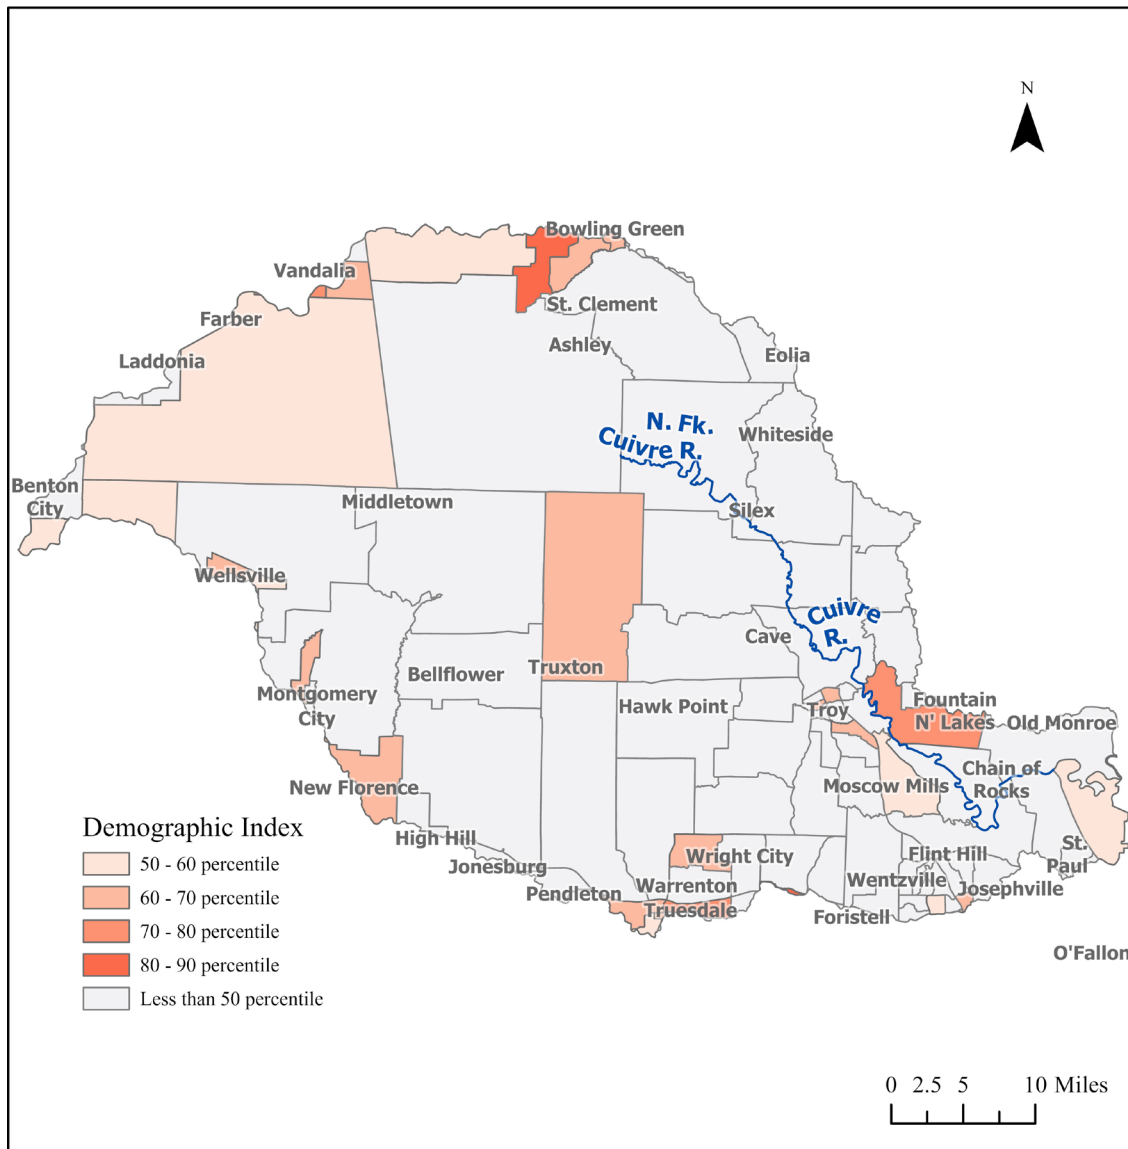 N
Bowling Green
Vandalia
St. Clement
Farber
Ashley
Eolia
Laddonia
N. Fk.
Cuivre R.
Whiteside
Benton
City
Middletown
Silex
Wellsville
Cuivre
R.
Cave
Truxton
Bellflower
Montgomery
City
Hawk Point
Troy
Fountain
N' Lakes
Old Monroe
Chain of
Rocks
Moscow Mills
New Florence
High Hill
Jonesburg
Pendleton
Wright City
Warrenton
Truesdale
Flint Hill
St.
Paul
Wentzville
Josephville
Foristell
O'Fallon
Demographic Index
50 - 60 percentile
60 - 70 percentile
70 - 80 percentile
80 - 90 percentile
Less than 50 percentile
0 2.5 5 10 Miles